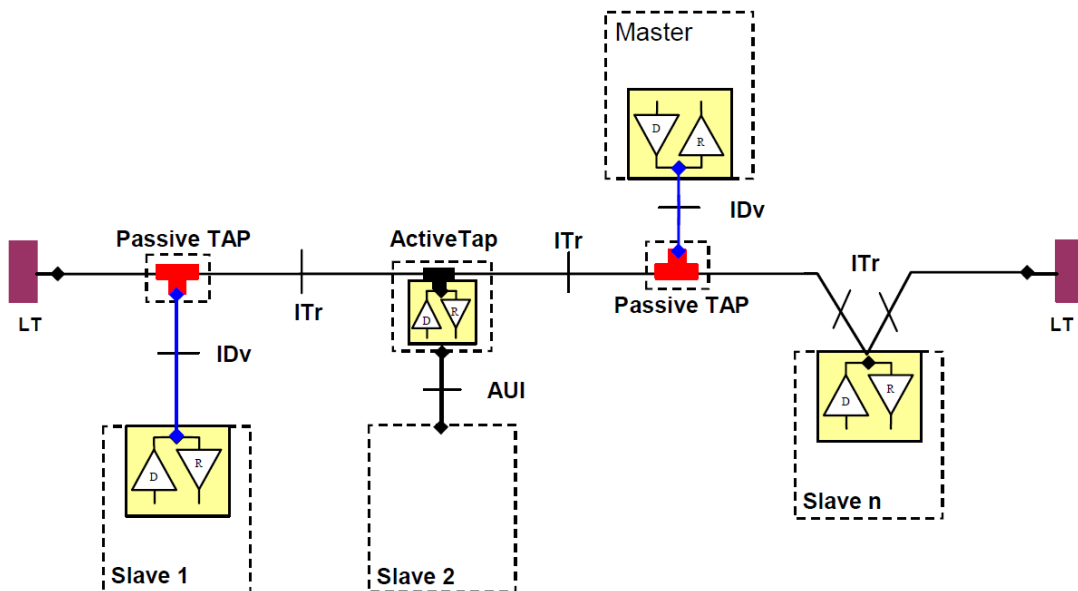 Master
D
R
IDv
Passive TAP
ActiveTap
ITr
ITr
LT
ITr
Passive TAP
LT
D
R
IDv
AUI
D
R
D
R
Slave n
Slave 1
Slave 2